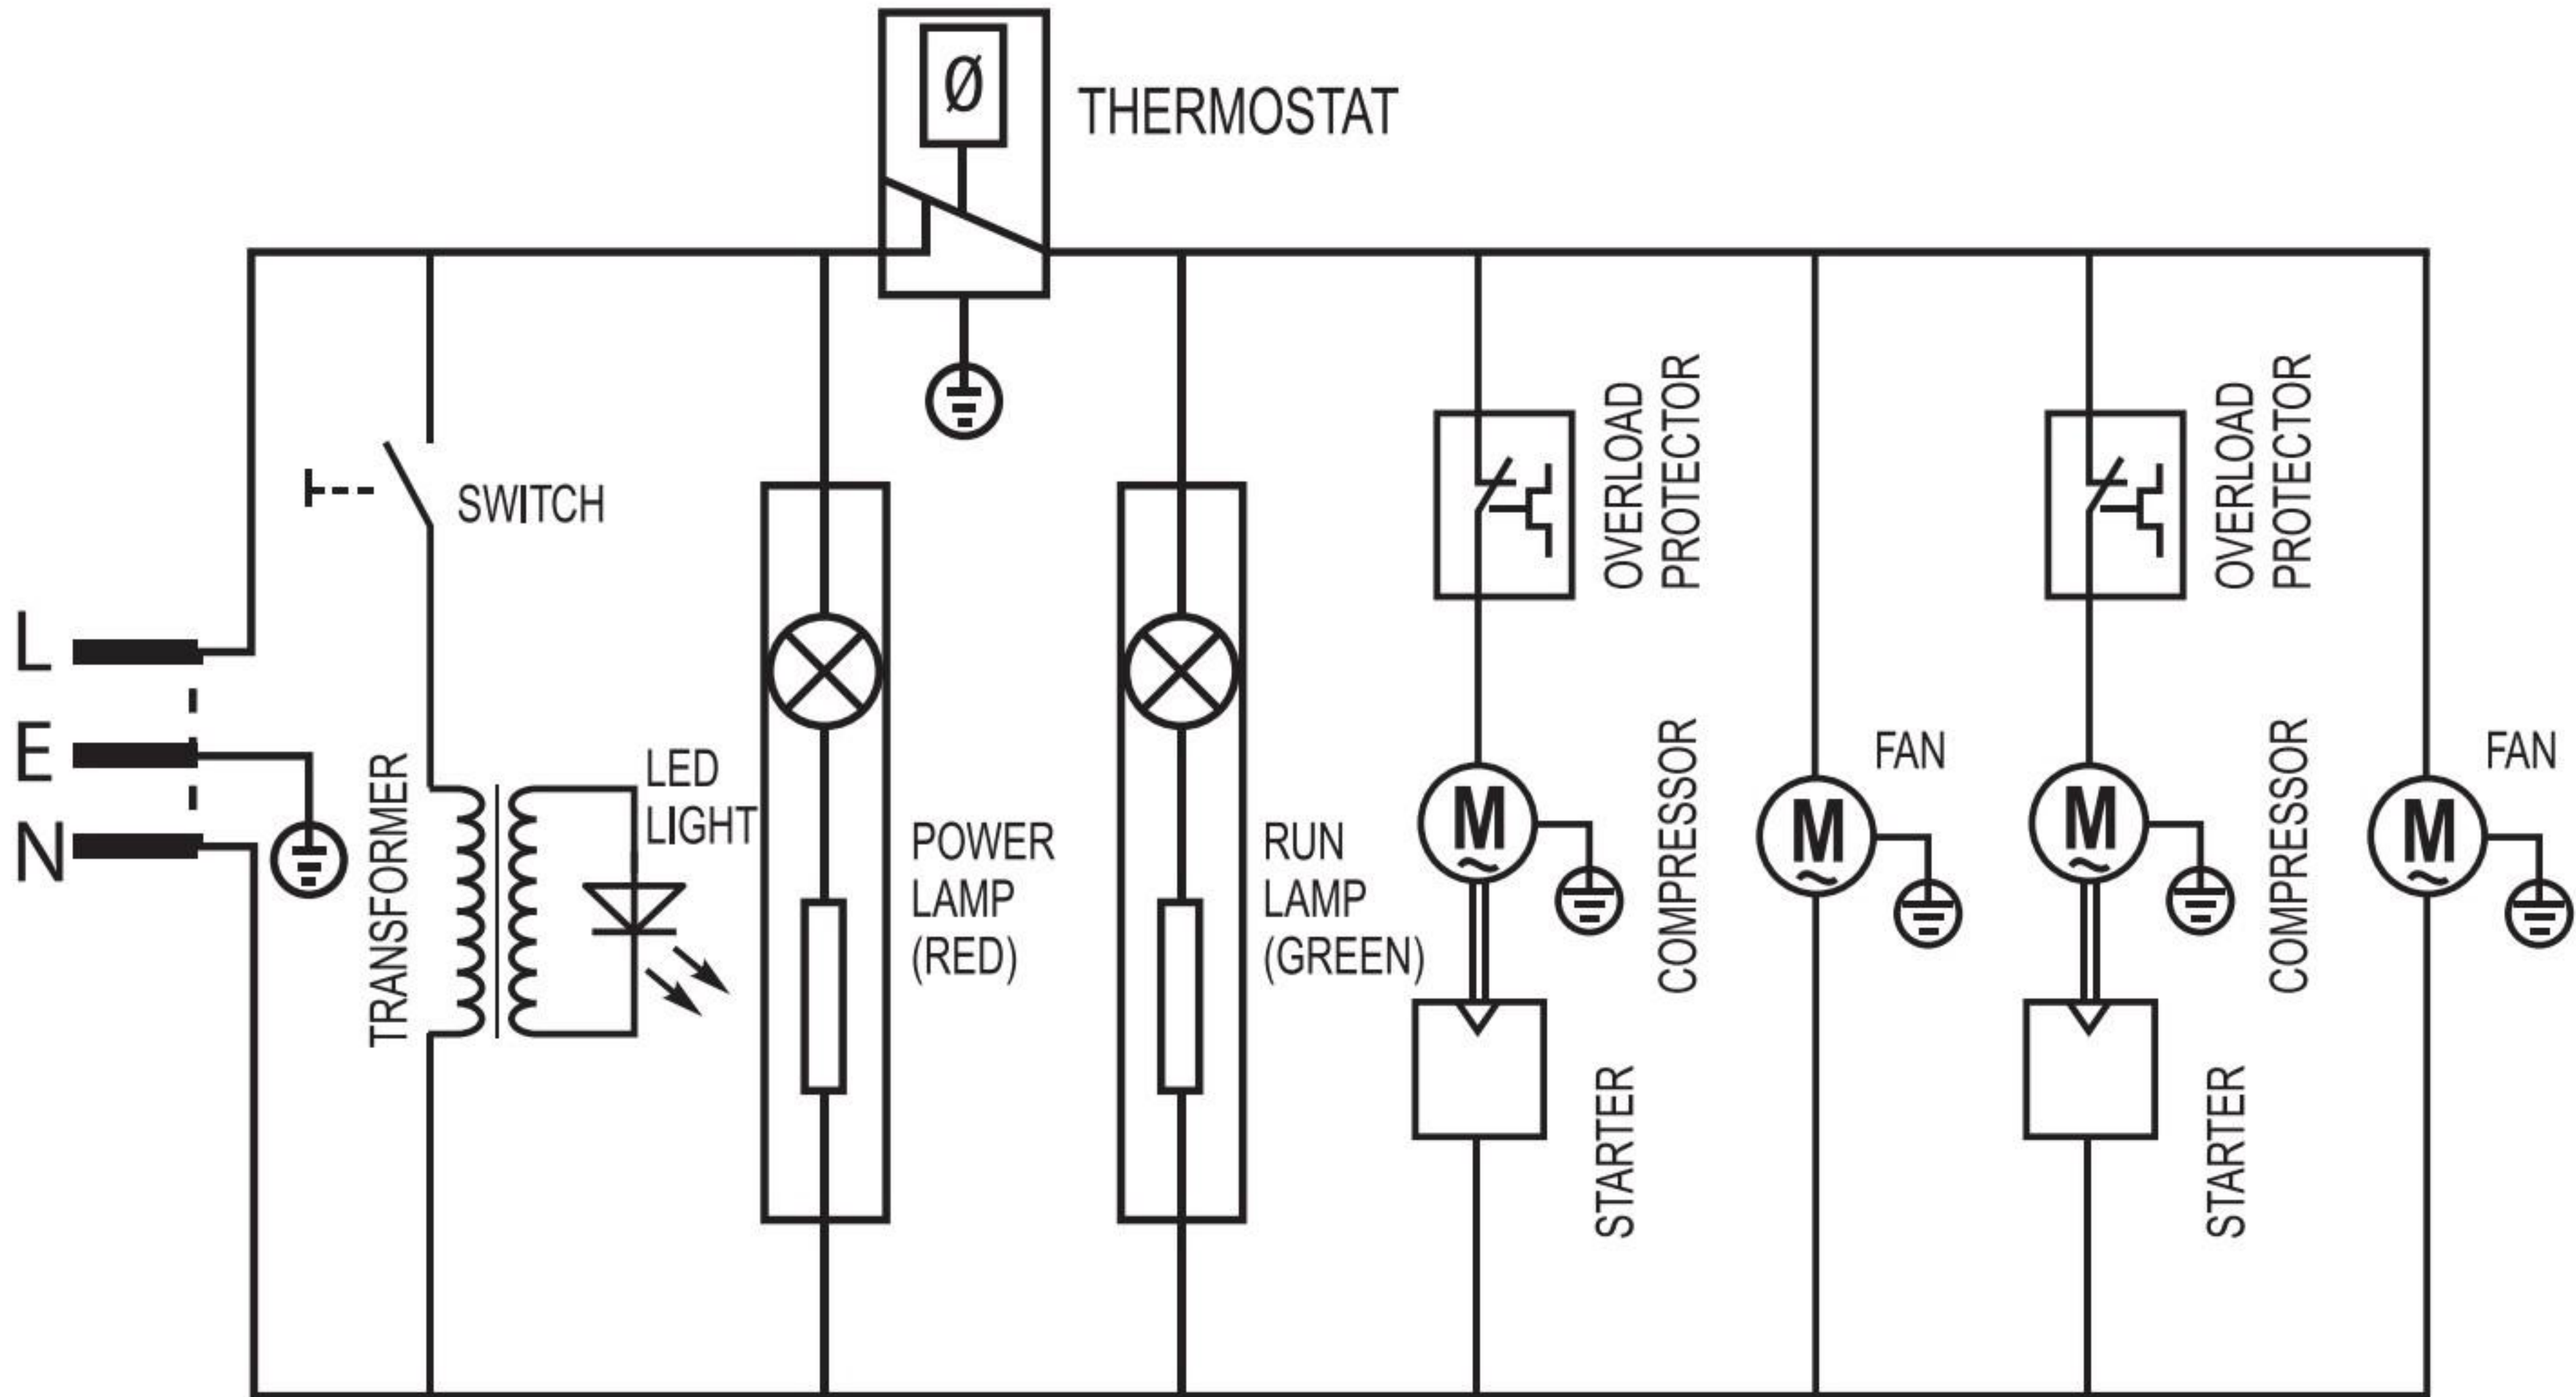 Ø
THERMOSTAT
SWITCH
L
E
N
TRANSFORMER
LED
LIGHT
POWER
LAMP
(RED)
RUN
LAMP
(GREEN)
OVERLOAD
PROTECTOR
M
~
COMPRESSOR
STARTER
FAN
M
~
OVERLOAD
PROTECTOR
M
~
COMPRESSOR
STARTER
FAN
M
~